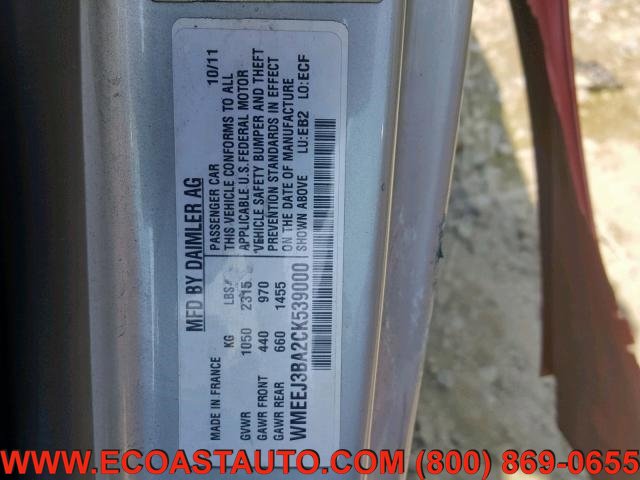 MFD BY DAIMLER AG
PASSENGER CAR 10/11
THIS VEHICLE CONFORMS TO ALL
APPLICABLE U.S.FEDERAL MOTOR
VEHICLE SAFETY BUMPER AND THEFT
PREVENTION STANDARDS IN EFFECT
ON THE DATE OF MANUFACTURE
SHOWN ABOVE LU:EB2 LO:ECF
MADE IN FRANCE KG LBS
GVWR 1050 2315
GAWR FRONT 440 970
GAWR REAR 660 1455
WMEEJ3BA2CK539000
WWW.ECOASTAUTO.COM (800) 869-0655